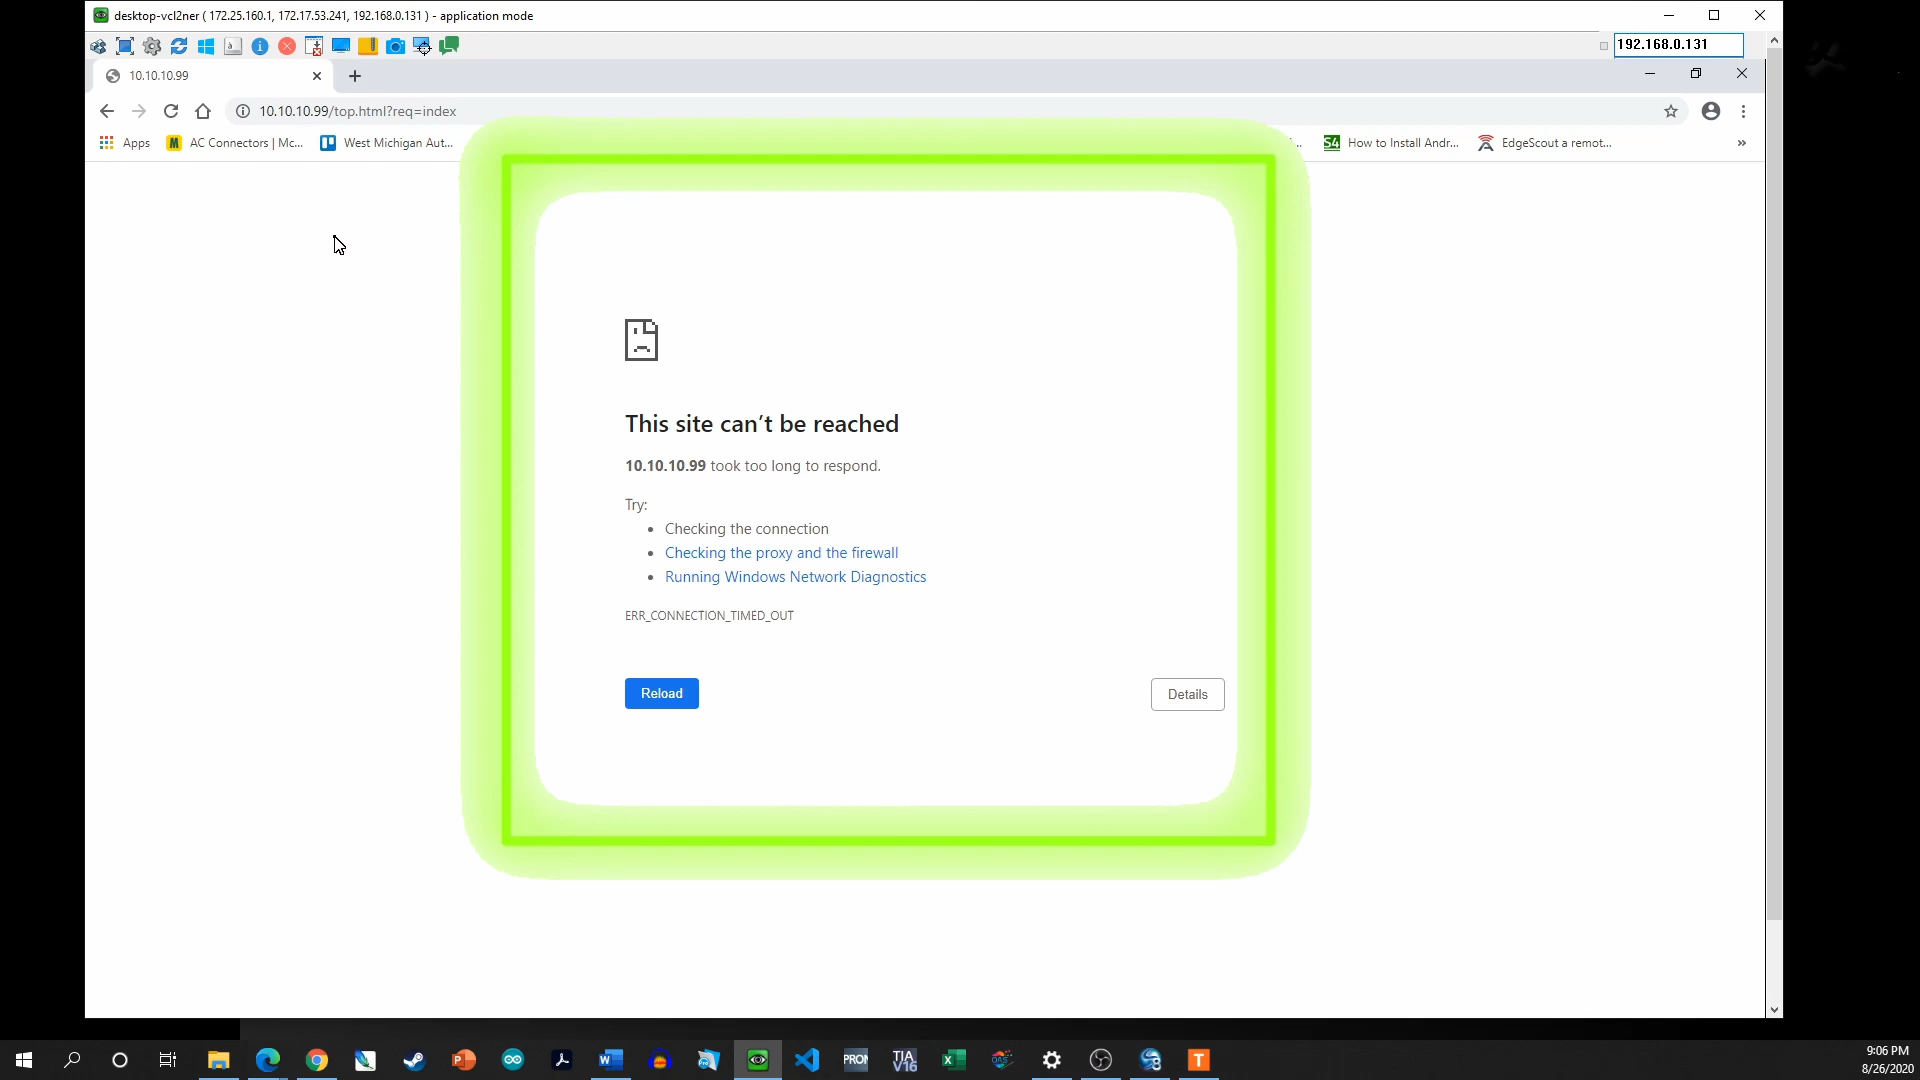 desktop-vcl2ner ( 172.25.160.1, 172.17.53.241, 192.168.0.131 ) - application mode
192.168.0.131
10.10.10.99
10.10.10.99/top.html?req=index
Apps
AC Connectors | Mc...
West Michigan Aut...
How to Install Andr...
EdgeScout a remot...
This site can't be reached
10.10.10.99 took too long to respond.
Try:
Checking the connection
Checking the proxy and the firewall
Running Windows Network Diagnostics
ERR_CONNECTION_TIMED_OUT
Reload
Details
PRON
TIA
V16
9:06 PM
8/26/2020